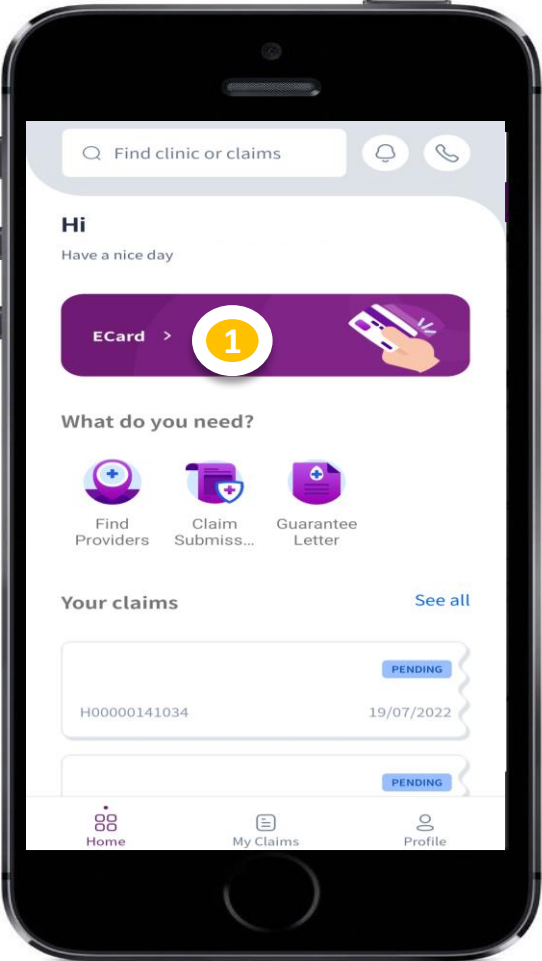 Find clinic or claims
Hi
Have a nice day
ECard >
1
What do you need?
Find Providers
Claim Submiss...
Guarantee Letter
Your claims
See all
PENDING
H00000141034
19/07/2022
PENDING
Home
My Claims
Profile